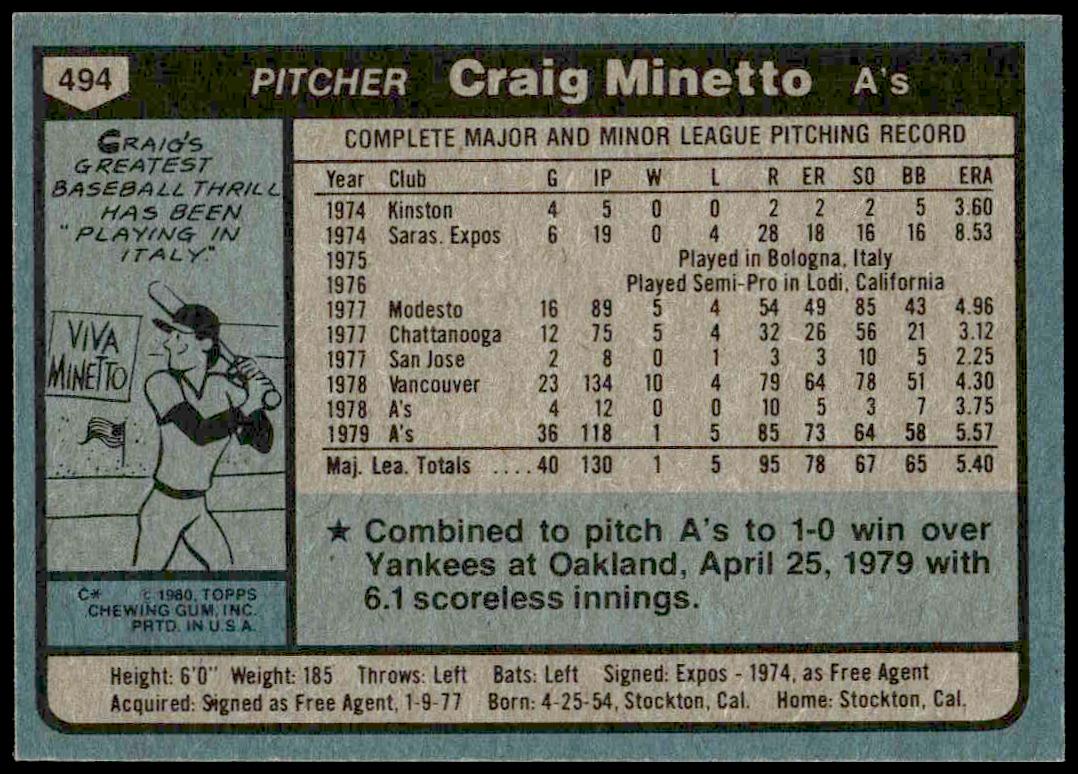 494 PITCHER Craig Minetto A's
CRAIG'S
GREATEST
BASEBALL THRILL
HAS BEEN
"PLAYING IN
ITALY."
VIVA
MINETTO
C* © 1980, TOPPS
CHEWING GUM, INC.
PRTD. IN U.S.A.
COMPLETE MAJOR AND MINOR LEAGUE PITCHING RECORD
Year Club G IP W L R ER SO BB ERA
1974 Kinston 4 5 0 0 2 2 2 5 3.60
1974 Saras. Expos 6 19 0 4 28 18 16 16 8.53
1975 Played in Bologna, Italy
1976 Played Semi-Pro in Lodi, California
1977 Modesto 16 89 5 4 54 49 85 43 4.96
1977 Chattanooga 12 75 5 4 32 26 56 21 3.12
1977 San Jose 2 8 0 1 3 3 10 5 2.25
1978 Vancouver 23 134 10 4 79 64 78 51 4.30
1978 A's 4 12 0 0 10 5 3 7 3.75
1979 A's 36 118 1 5 85 73 64 58 5.57
Maj. Lea. Totals ....40 130 1 5 95 78 67 65 5.40
★ Combined to pitch A's to 1-0 win over
Yankees at Oakland, April 25, 1979 with
6.1 scoreless innings.
Height: 6'0" Weight: 185 Throws: Left Bats: Left Signed: Expos - 1974, as Free Agent
Acquired: Signed as Free Agent, 1-9-77 Born: 4-25-54, Stockton, Cal. Home: Stockton, Cal.